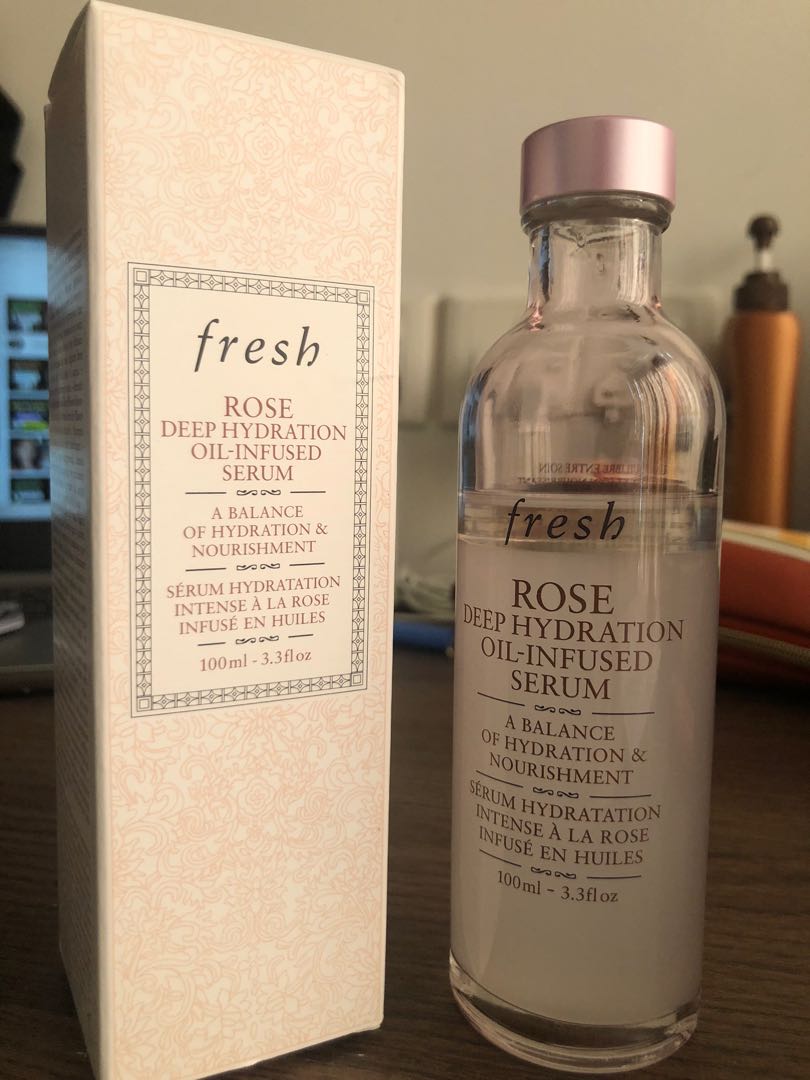 fresh
ROSE
DEEP HYDRATION
OIL-INFUSED
SERUM
A BALANCE
OF HYDRATION &
NOURISHMENT
SÉRUM HYDRATATION
INTENSE À LA ROSE
INFUSÉ EN HUILES
100ml - 3.3fl oz
fresh
ROSE
DEEP HYDRATION
OIL-INFUSED
SERUM
A BALANCE
OF HYDRATION &
NOURISHMENT
SÉRUM HYDRATATION
INTENSE À LA ROSE
INFUSÉ EN HUILES
100ml - 3.3fl oz